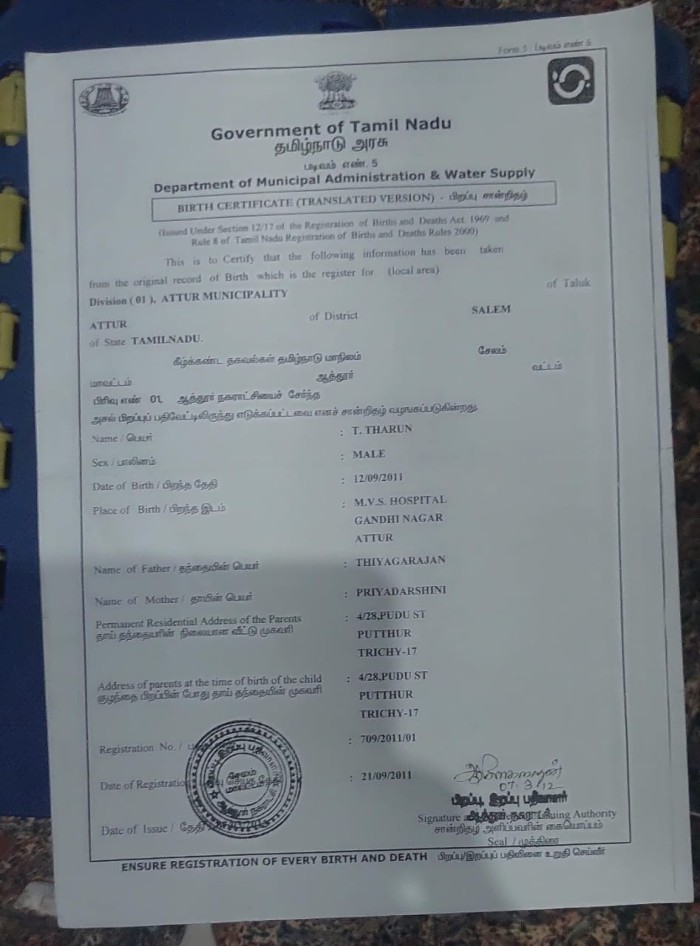 Form 5 / படிவம் எண் 5
Government of Tamil Nadu
தமிழ்நாடு அரசு
படிவம் எண். 5
Department of Municipal Administration & Water Supply
BIRTH CERTIFICATE (TRANSLATED VERSION) - பிறப்பு சான்றிதழ்
(Issued Under Section 12/17 of the Registration of Births and Deaths Act 1969 and
Rule 8 of Tamil Nadu Registration of Births and Deaths Rules 2000)
This is to Certify that the following information has been taken
from the original record of Birth which is the register for (local area)
Division ( 01 ), ATTUR MUNICIPALITY of Taluk
ATTUR of District SALEM
of State TAMILNADU.
கீழ்க்கண்ட தகவல்கள் தமிழ்நாடு மாநிலம் சேலம்
மாவட்டம் ஆத்தூர் வட்டம்
பிரிவு எண் 01, ஆத்தூர் நகராட்சியைச் சேர்ந்த
அசல் பிறப்புப் பதிவேட்டிலிருந்து எடுக்கப்பட்டவை எனச் சான்றிதழ் வழங்கப்படுகின்றது.
Name / பெயர் : T. THARUN
Sex / பாலினம் : MALE
Date of Birth / பிறந்த தேதி : 12/09/2011
Place of Birth / பிறந்த இடம் : M.V.S. HOSPITAL
GANDHI NAGAR
ATTUR
Name of Father / தந்தையின் பெயர் : THIYAGARAJAN
Name of Mother / தாயின் பெயர் : PRIYADARSHINI
Permanent Residential Address of the Parents : 4/28,PUDU ST
தாய் தந்தையரின் நிலையான வீட்டு முகவரி PUTTHUR
TRICHY-17
Address of parents at the time of birth of the child : 4/28,PUDU ST
குழந்தை பிறப்பின் போது தாய் தந்தையின் முகவரி PUTTHUR
TRICHY-17
Registration No. / : 709/2011/01
Date of Registration : 21/09/2011
07.3.12
பிறப்பு, இறப்பு பதிவாளர்
ஆத்தூர் நகராட்சி
Signature Issuing Authority
சான்றிதழ் அளிப்பவரின் கையொப்பம்
Date of Issue / தேதி
Seal / முத்திரை
பிறப்பு இறப்பு
சேலம்
மாவட்டம்
ENSURE REGISTRATION OF EVERY BIRTH AND DEATH பிறப்பு/இறப்புப் பதிவினை உறுதி செய்வீர்